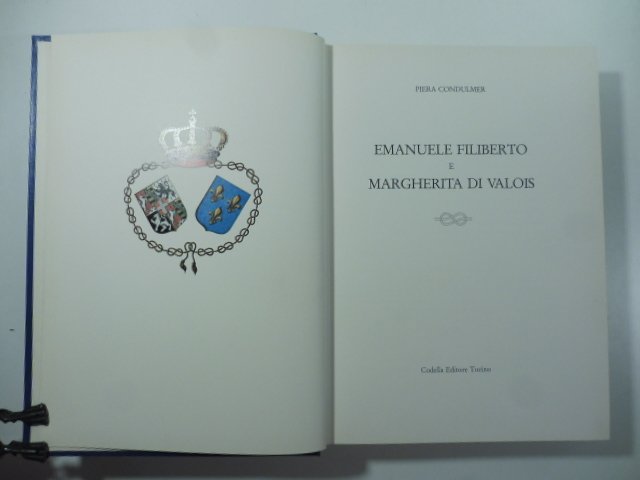 PIERA CONDULMER
EMANUELE FILIBERTO
E
MARGHERITA DI VALOIS
Codella Editore Torino